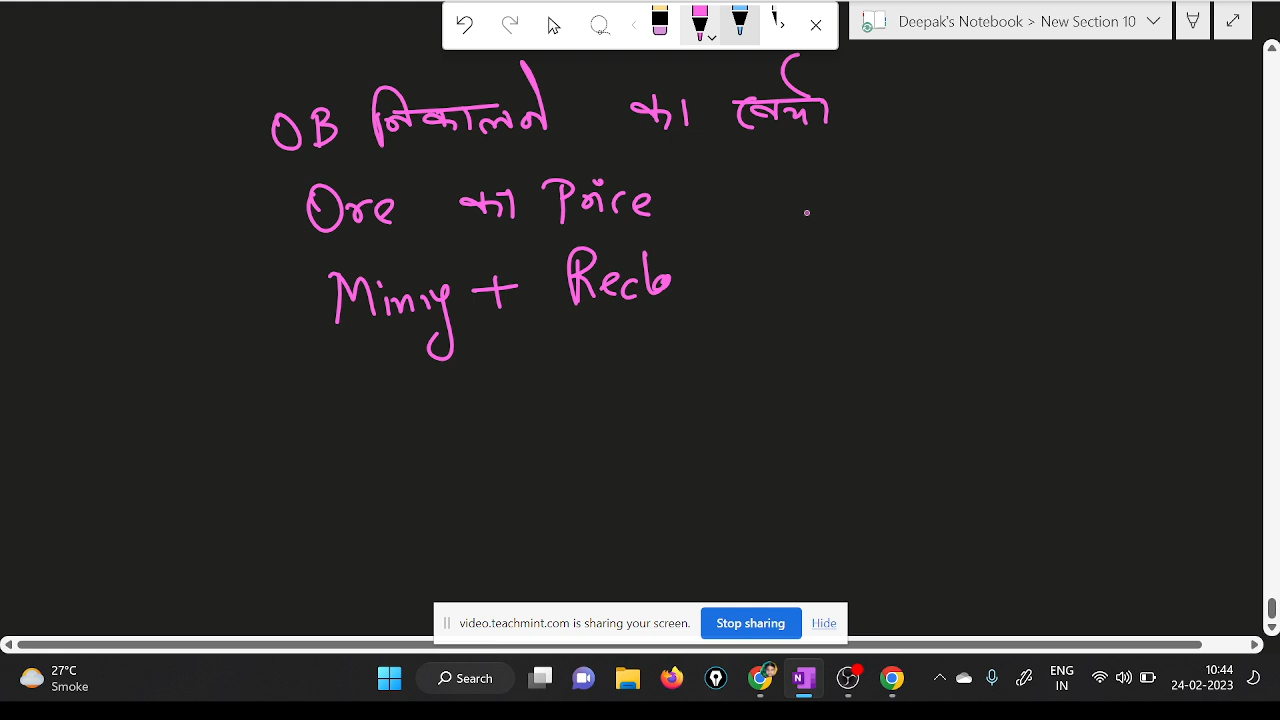 Deepak's Notebook > New Section 10
OB निकालने का खर्चा
Ore का Price
Mining + Recl
video.teachmint.com is sharing your screen.
Stop sharing
Hide
27°C
Smoke
Search
ENG
IN
10:44
24-02-2023